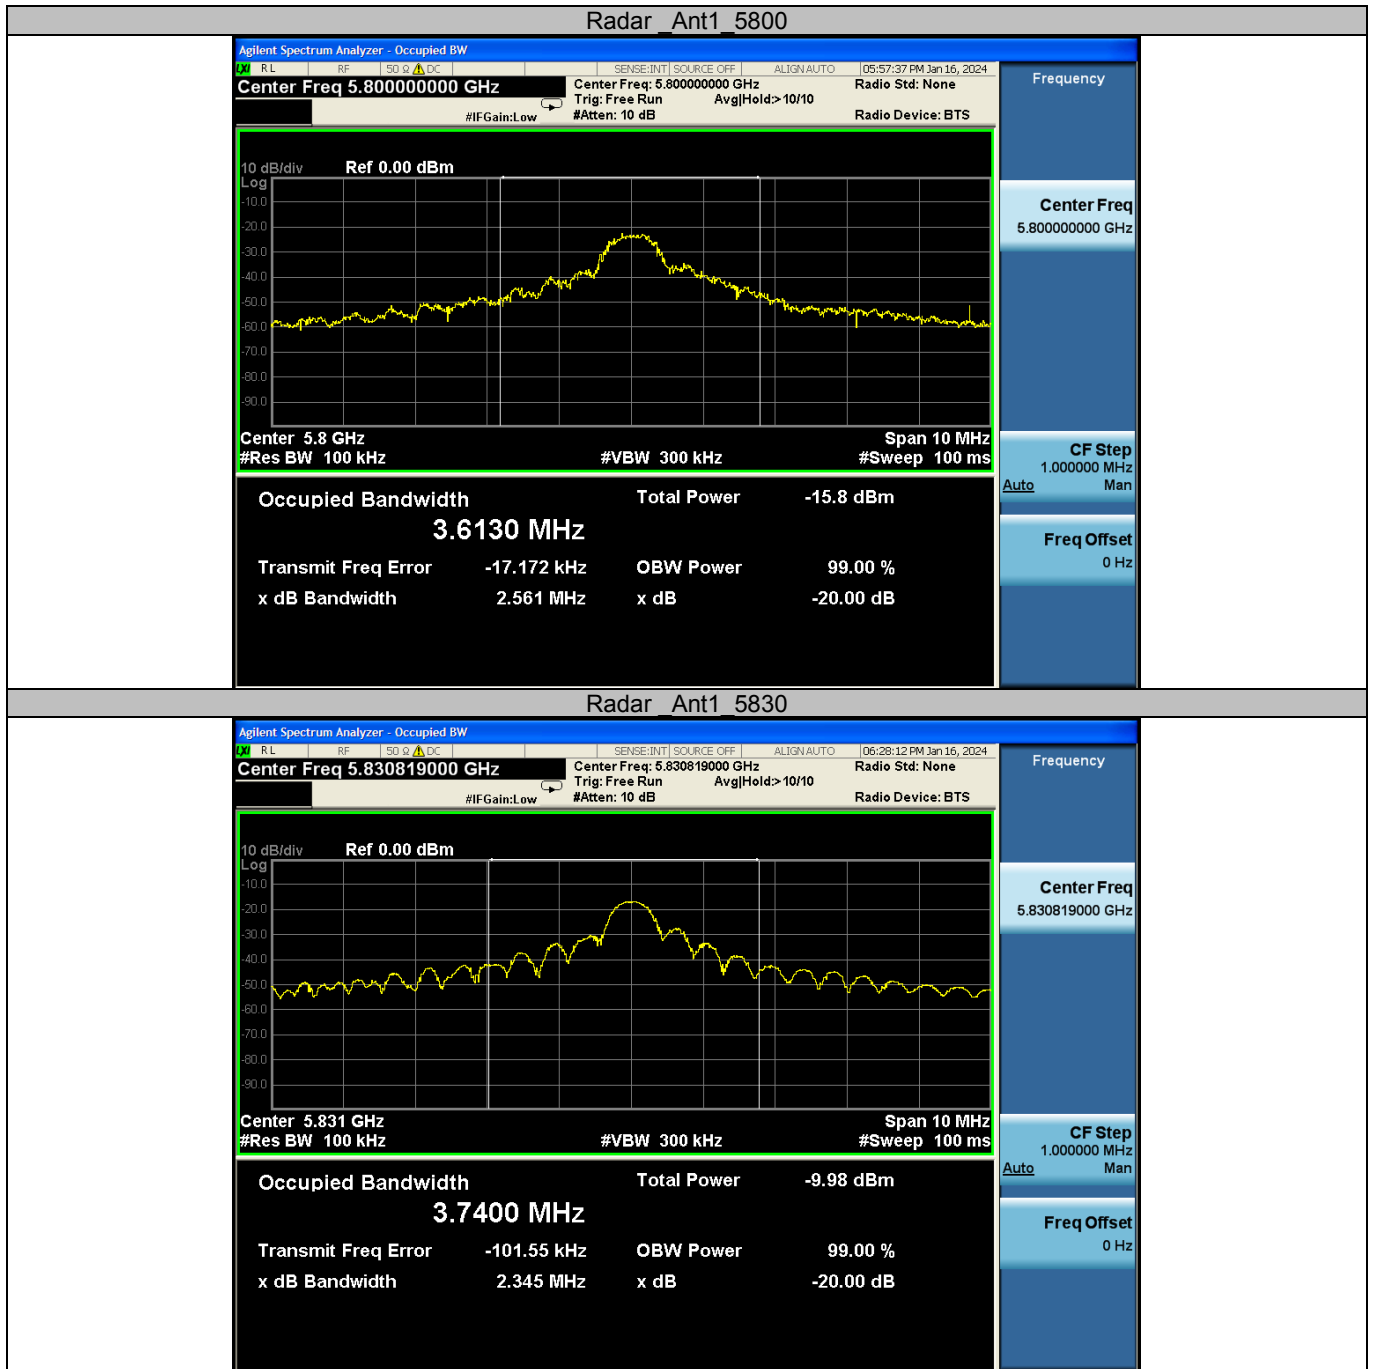 Radar _Ant1_5800
Agilent Spectrum Analyzer - Occupied BW
LXI RL RF 50 Ω DC SENSE:INT SOURCE OFF ALIGN AUTO 05:57:37 PM Jan 16, 2024
Center Freq 5.800000000 GHz
Center Freq: 5.800000000 GHz Radio Std: None
Trig: Free Run Avg|Hold:> 10/10
#IFGain:Low #Atten: 10 dB Radio Device: BTS
10 dB/div Ref 0.00 dBm
Log
-10.0
-20.0
-30.0
-40.0
-50.0
-60.0
-70.0
-80.0
-90.0
Center 5.8 GHz Span 10 MHz
#Res BW 100 kHz #VBW 300 kHz #Sweep 100 ms
Occupied Bandwidth Total Power -15.8 dBm
3.6130 MHz
Transmit Freq Error -17.172 kHz OBW Power 99.00 %
x dB Bandwidth 2.561 MHz x dB -20.00 dB
Frequency
Center Freq
5.800000000 GHz
CF Step
1.000000 MHz
Auto Man
Freq Offset
0 Hz
Radar _Ant1_5830
Agilent Spectrum Analyzer - Occupied BW
LXI RL RF 50 Ω DC SENSE:INT SOURCE OFF ALIGN AUTO 06:28:12 PM Jan 16, 2024
Center Freq 5.830819000 GHz
Center Freq: 5.830819000 GHz Radio Std: None
Trig: Free Run Avg|Hold:> 10/10
#IFGain:Low #Atten: 10 dB Radio Device: BTS
10 dB/div Ref 0.00 dBm
Log
-10.0
-20.0
-30.0
-40.0
-50.0
-60.0
-70.0
-80.0
-90.0
Center 5.831 GHz Span 10 MHz
#Res BW 100 kHz #VBW 300 kHz #Sweep 100 ms
Occupied Bandwidth Total Power -9.98 dBm
3.7400 MHz
Transmit Freq Error -101.55 kHz OBW Power 99.00 %
x dB Bandwidth 2.345 MHz x dB -20.00 dB
Frequency
Center Freq
5.830819000 GHz
CF Step
1.000000 MHz
Auto Man
Freq Offset
0 Hz